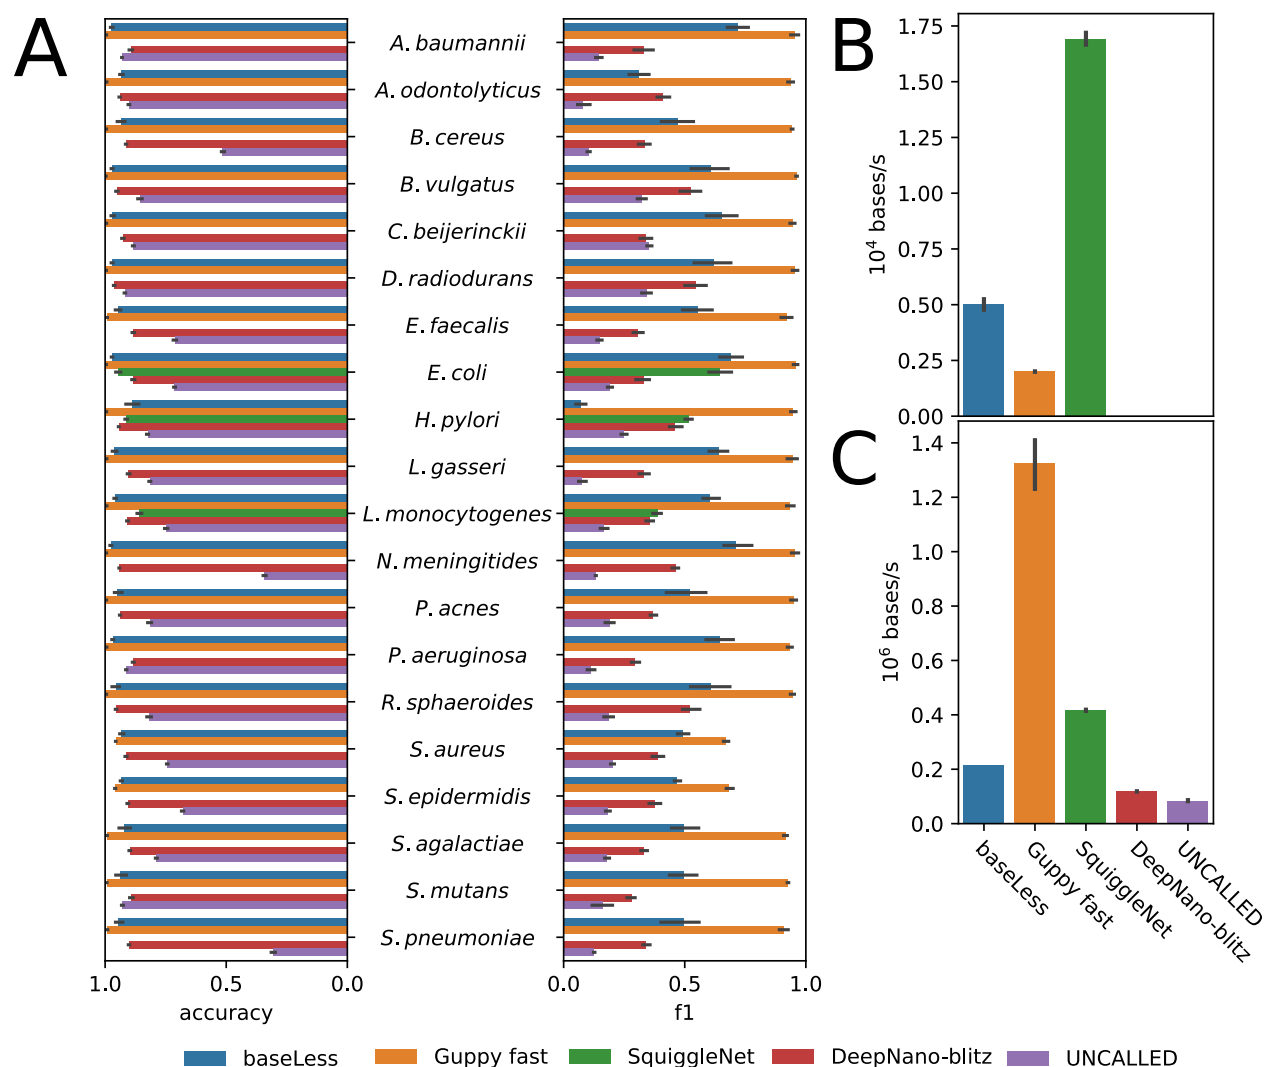 A
A. baumannii
A. odontolyticus
B. cereus
B. vulgatus
C. beijerinckii
D. radiodurans
E. faecalis
E. coli
H. pylori
L. gasseri
L. monocytogenes
N. meningitides
P. acnes
P. aeruginosa
R. sphaeroides
S. aureus
S. epidermidis
S. agalactiae
S. mutans
S. pneumoniae
1.0 0.5 0.0
accuracy
0.0 0.5 1.0
f1
B
1.75
1.50
1.25
1.00
0.75
0.50
0.25
0.00
10⁴ bases/s
C
1.4
1.2
1.0
0.8
0.6
0.4
0.2
0.0
10⁶ bases/s
baseLess
Guppy fast
SquiggleNet
DeepNano-blitz
UNCALLED
baseLess Guppy fast SquiggleNet DeepNano-blitz UNCALLED